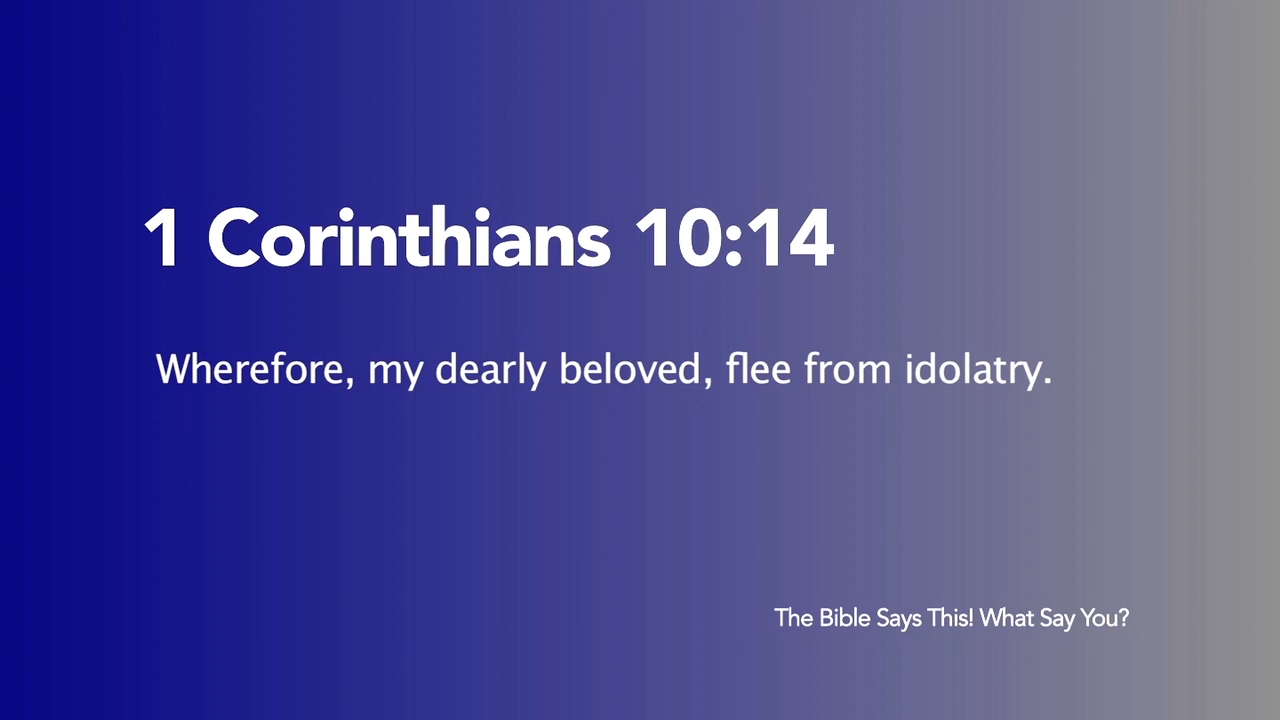 1 Corinthians 10:14
Wherefore, my dearly beloved, flee from idolatry.
The Bible Says This! What Say You?